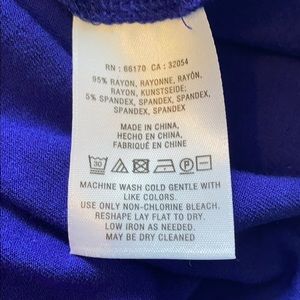 RN : 66170 CA : 32054
95% RAYON, RAYONNE, RAYÓN,
RAYON, KUNSTSEIDE;
5% SPANDEX, SPANDEX, SPANDEX,
SPANDEX, SPANDEX
MADE IN CHINA,
HECHO EN CHINA,
FABRIQUÉ EN CHINE
30
MACHINE WASH COLD GENTLE WITH
LIKE COLORS.
USE ONLY NON-CHLORINE BLEACH.
RESHAPE LAY FLAT TO DRY.
LOW IRON AS NEEDED.
MAY BE DRY CLEANED